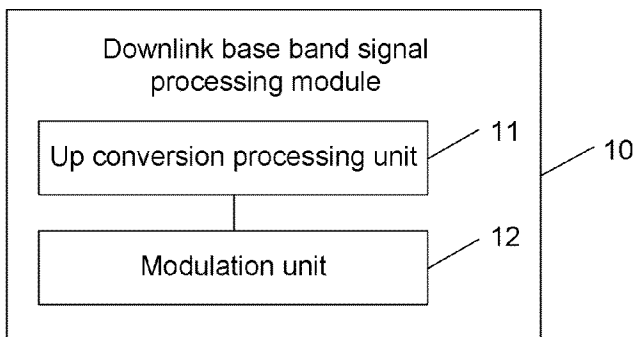 Downlink base band signal
processing module
11
Up conversion processing unit
10
12
Modulation unit